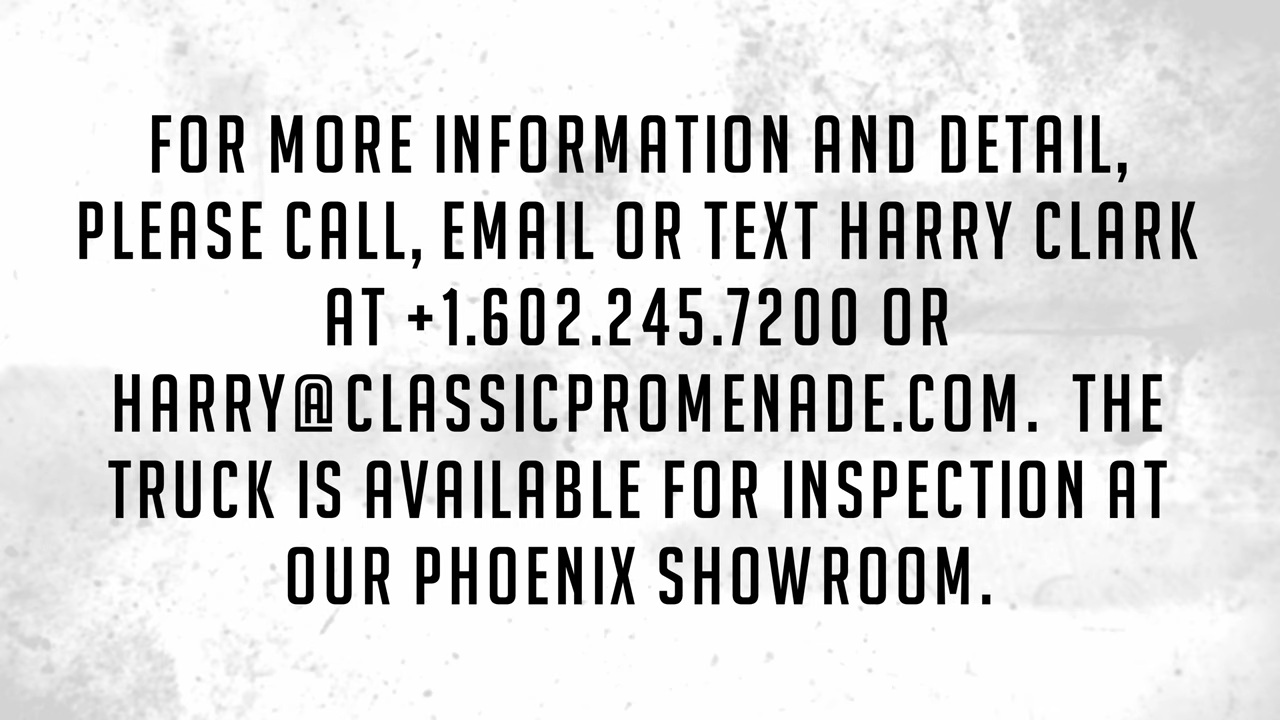 FOR MORE INFORMATION AND DETAIL,
PLEASE CALL, EMAIL OR TEXT HARRY CLARK
AT +1.602.245.7200 OR
HARRY@CLASSICPROMENADE.COM.  THE
TRUCK IS AVAILABLE FOR INSPECTION AT
OUR PHOENIX SHOWROOM.